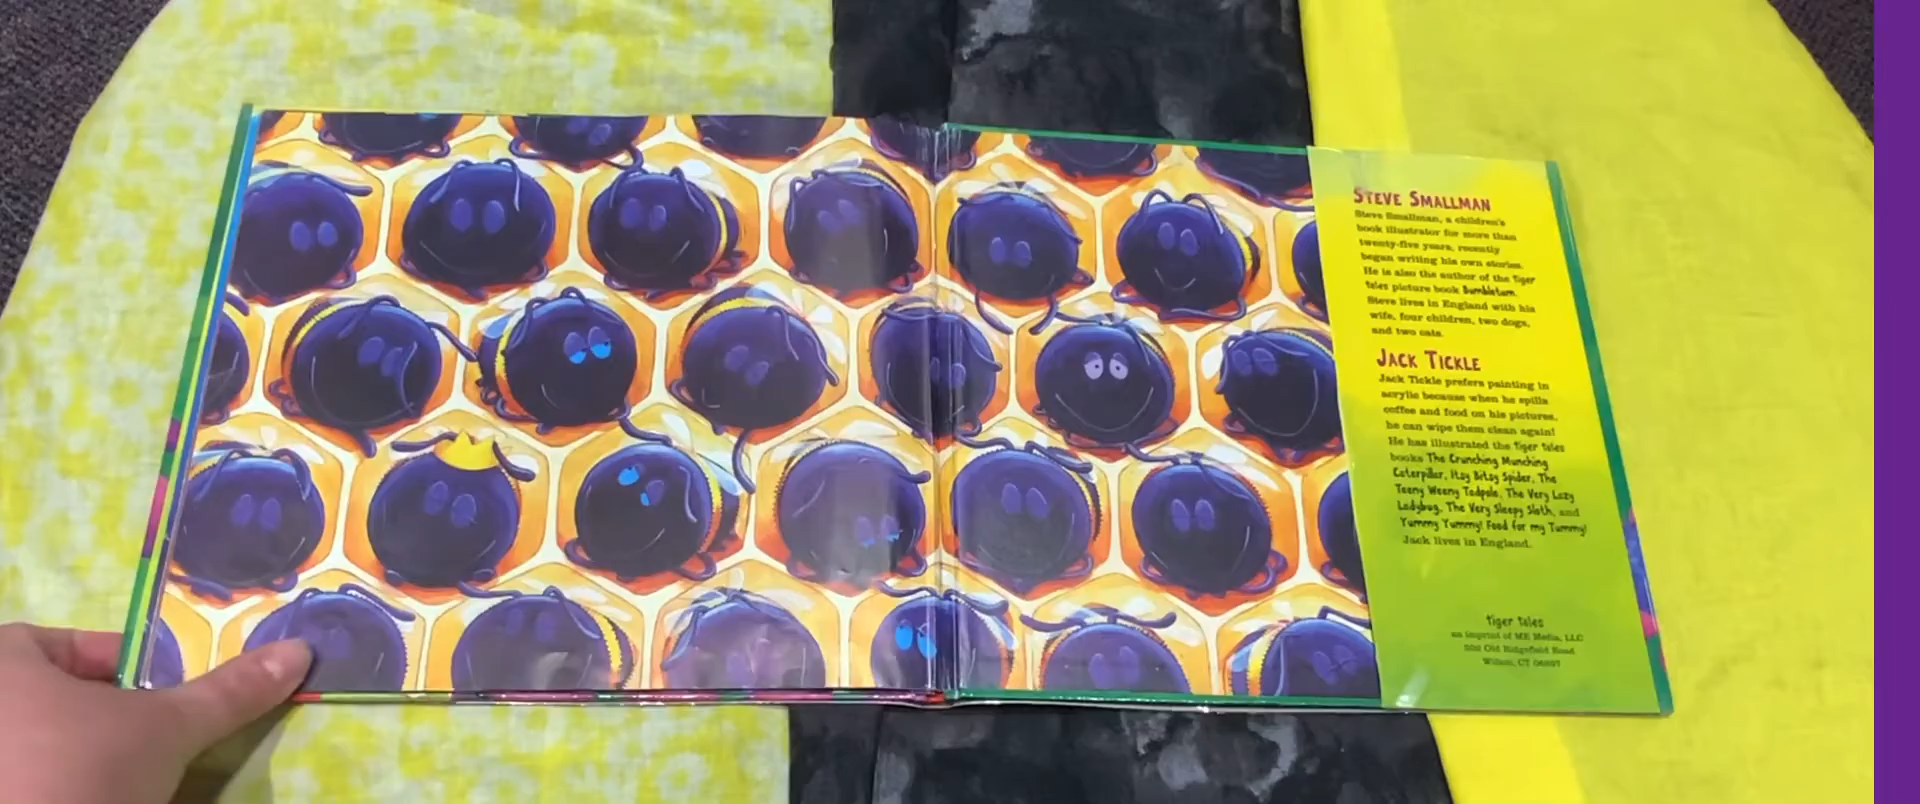 STEVE SMALLMAN
Steve Smallman, a children's
book illustrator for more than
twenty-five years, recently
began writing his own stories.
He is also the author of the tiger
tales picture book Bumbletum.
Steve lives in England with his
wife, four children, two dogs,
and two cats.
JACK TICKLE
Jack Tickle prefers painting in
acrylic because when he spills
coffee and food on his pictures,
he can wipe them clean again!
He has illustrated the tiger tales
books The Crunching Munching
Caterpillar, Itsy Bitsy Spider, The
Teeny Weeny Tadpole, The Very Lazy
Ladybug, The Very Sleepy Sloth, and
Yummy Yummy! Food for my Tummy!
Jack lives in England.
tiger tales
an imprint of ME Media, LLC
202 Old Ridgefield Road
Wilton, CT 06897